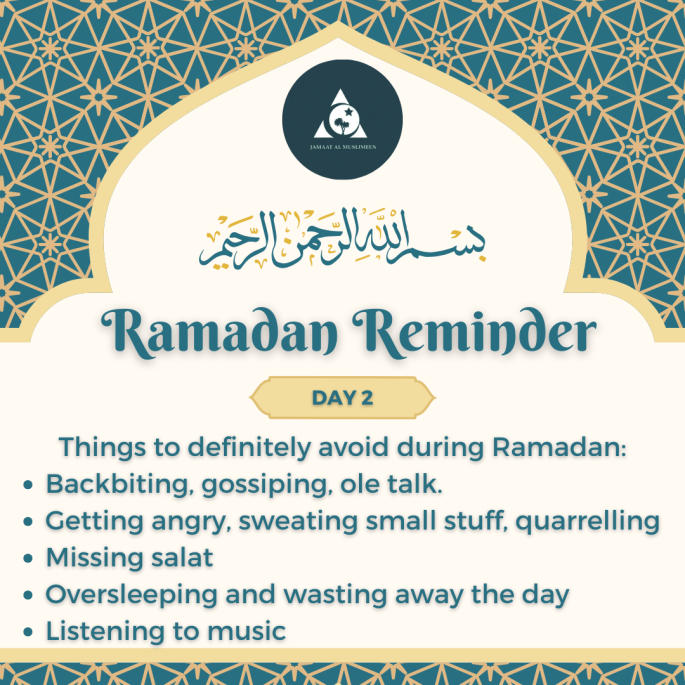 JAMAAT AL MUSLIMEEN
بسم الله الرحمن الرحيم
Ramadan Reminder
DAY 2
Things to definitely avoid during Ramadan:
• Backbiting, gossiping, ole talk.
• Getting angry, sweating small stuff, quarrelling
• Missing salat
• Oversleeping and wasting away the day
• Listening to music